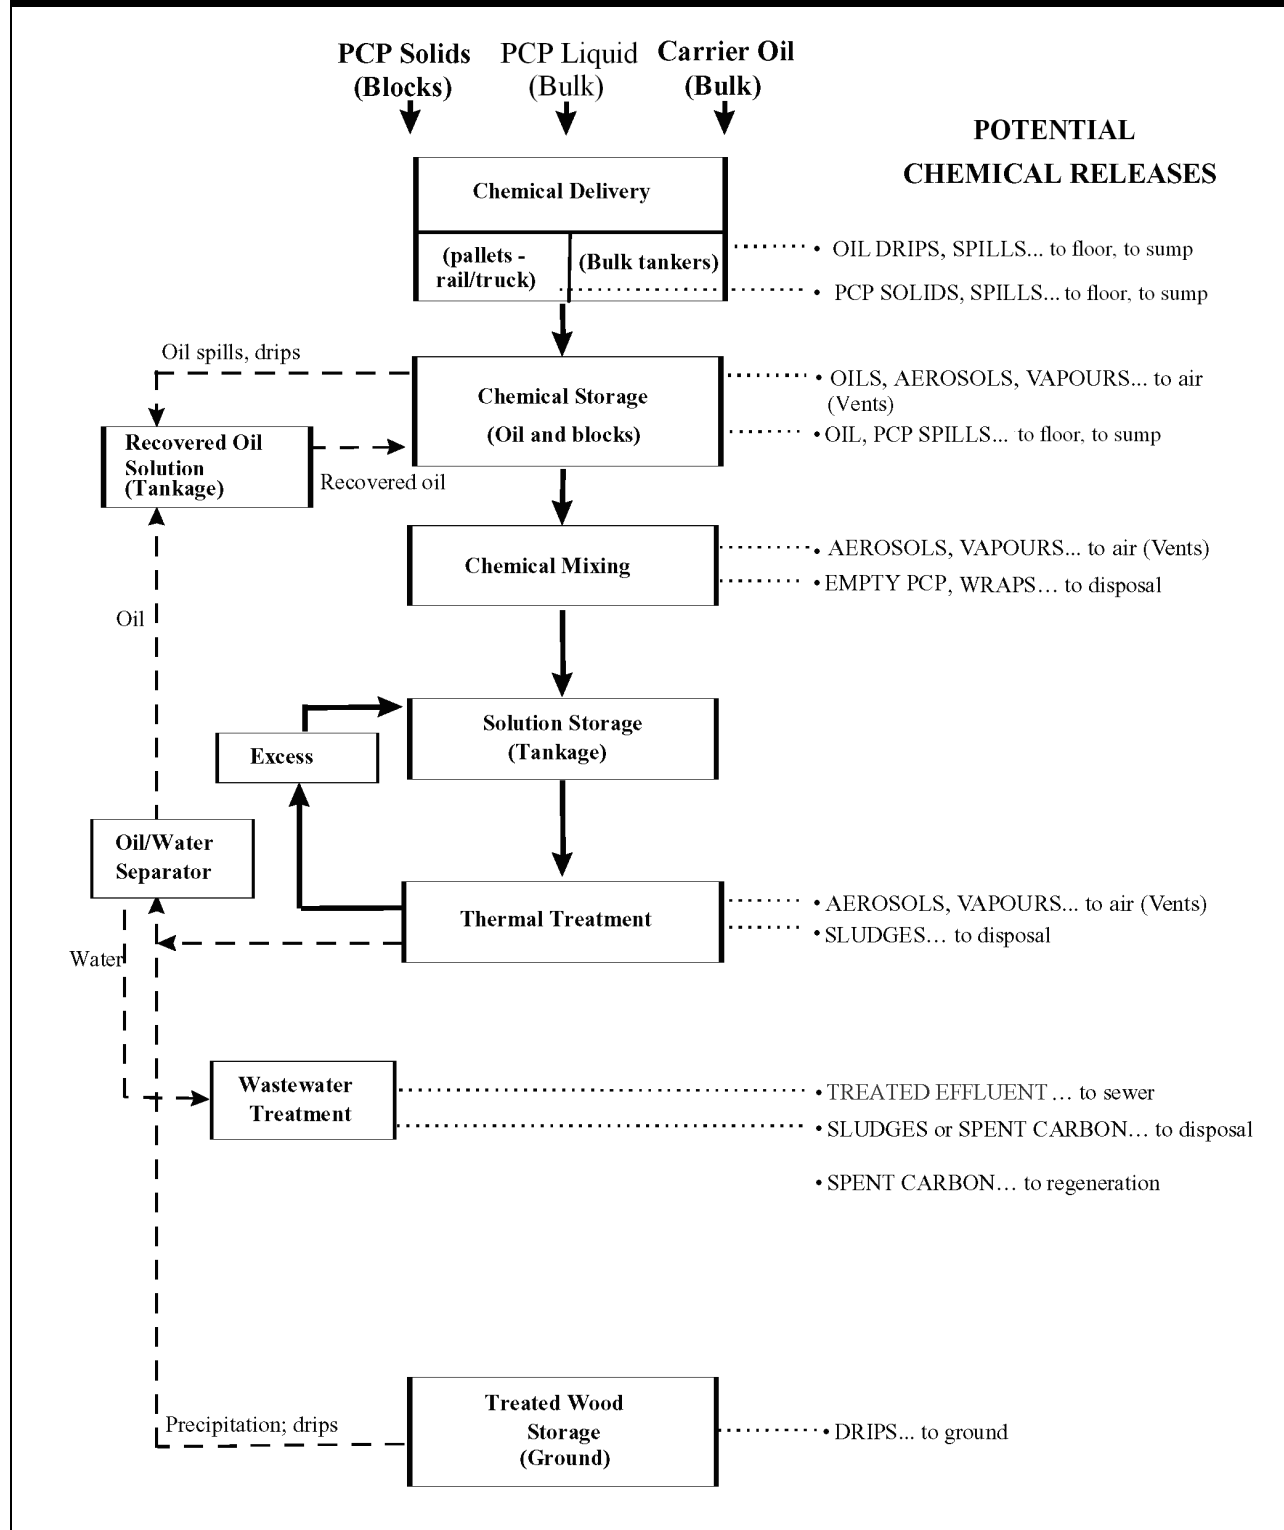 PCP Solids
(Blocks)
PCP Liquid
(Bulk)
Carrier Oil
(Bulk)
POTENTIAL
CHEMICAL RELEASES
Chemical Delivery
(pallets -
rail/truck)
(Bulk tankers)
• OIL DRIPS, SPILLS... to floor, to sump
• PCP SOLIDS, SPILLS... to floor, to sump
Oil spills, drips
Chemical Storage
(Oil and blocks)
• OILS, AEROSOLS, VAPOURS... to air
(Vents)
• OIL, PCP SPILLS... to floor, to sump
Recovered Oil
Solution
(Tankage)
Recovered oil
Chemical Mixing
• AEROSOLS, VAPOURS... to air (Vents)
• EMPTY PCP, WRAPS... to disposal
Oil
Solution Storage
(Tankage)
Excess
Oil/Water
Separator
Thermal Treatment
• AEROSOLS, VAPOURS... to air (Vents)
• SLUDGES... to disposal
Water
Wastewater
Treatment
• TREATED EFFLUENT... to sewer
• SLUDGES or SPENT CARBON... to disposal
• SPENT CARBON... to regeneration
Precipitation; drips
Treated Wood
Storage
(Ground)
• DRIPS... to ground